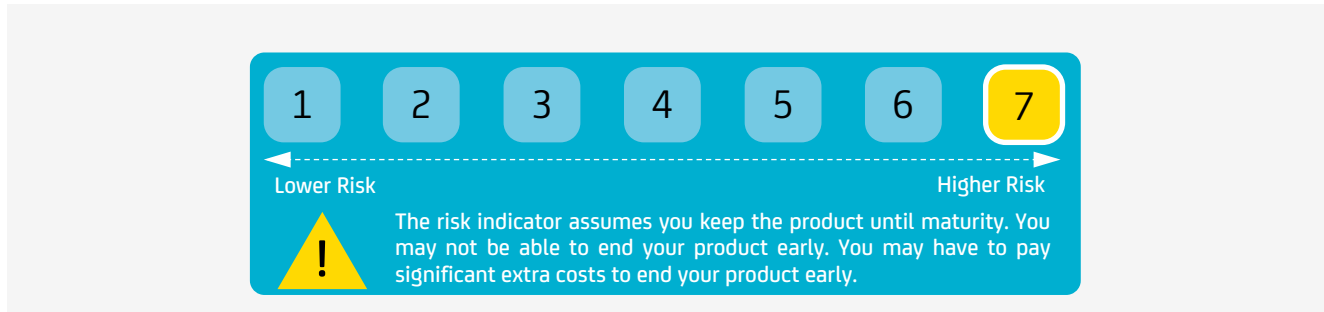 1 2 3 4 5 6 7
Lower Risk Higher Risk
! The risk indicator assumes you keep the product until maturity. You
may not be able to end your product early. You may have to pay
significant extra costs to end your product early.